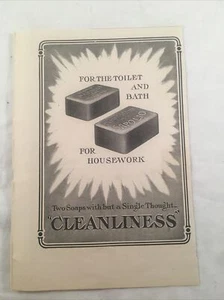 FOR THE TOILET
AND
BATH
FOR
HOUSEWORK
Two Soaps with but a Single Thought
"CLEANLINESS"